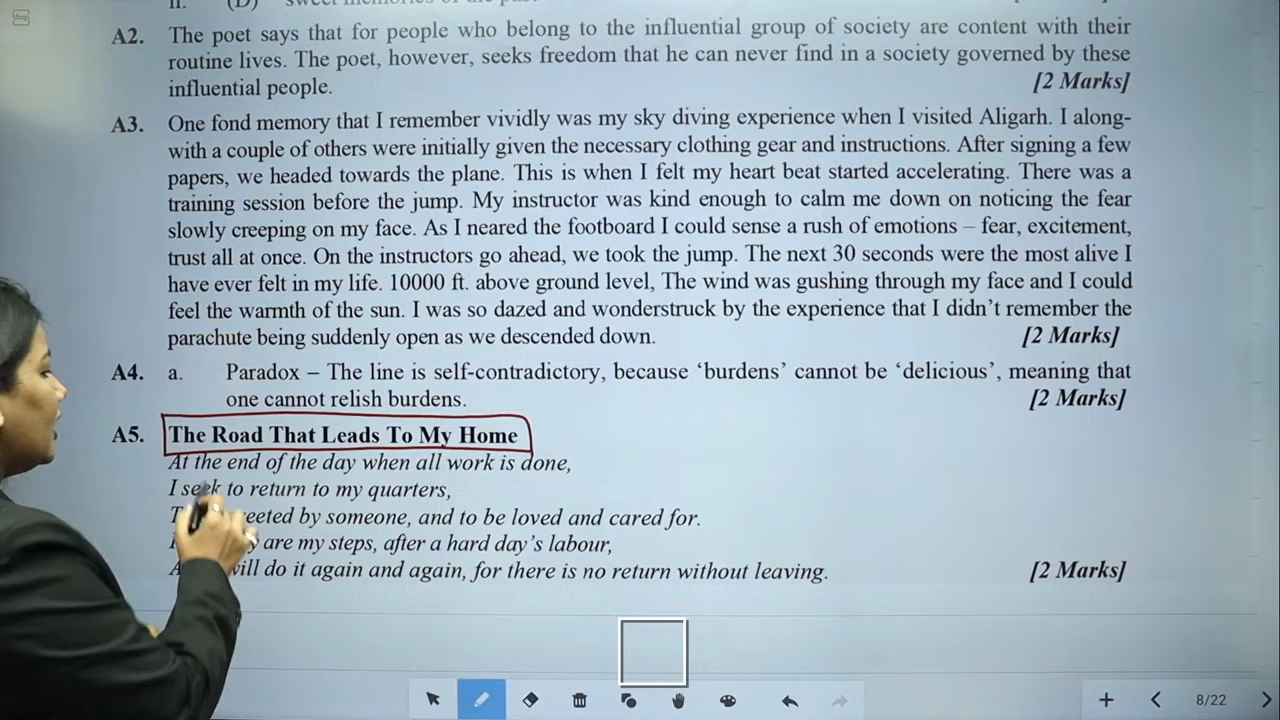 II. (D) sweet memories of the past
A2. The poet says that for people who belong to the influential group of society are content with their
routine lives. The poet, however, seeks freedom that he can never find in a society governed by these
influential people. [2 Marks]
A3. One fond memory that I remember vividly was my sky diving experience when I visited Aligarh. I along-
with a couple of others were initially given the necessary clothing gear and instructions. After signing a few
papers, we headed towards the plane. This is when I felt my heart beat started accelerating. There was a
training session before the jump. My instructor was kind enough to calm me down on noticing the fear
slowly creeping on my face. As I neared the footboard I could sense a rush of emotions – fear, excitement,
trust all at once. On the instructors go ahead, we took the jump. The next 30 seconds were the most alive I
have ever felt in my life. 10000 ft. above ground level, The wind was gushing through my face and I could
feel the warmth of the sun. I was so dazed and wonderstruck by the experience that I didn’t remember the
parachute being suddenly open as we descended down. [2 Marks]
A4. a. Paradox – The line is self-contradictory, because ‘burdens’ cannot be ‘delicious’, meaning that
one cannot relish burdens. [2 Marks]
A5. The Road That Leads To My Home
At the end of the day when all work is done,
I seek to return to my quarters,
by someone, and to be loved and cared for.
are my steps, after a hard day’s labour,
will do it again and again, for there is no return without leaving. [2 Marks]
8/22